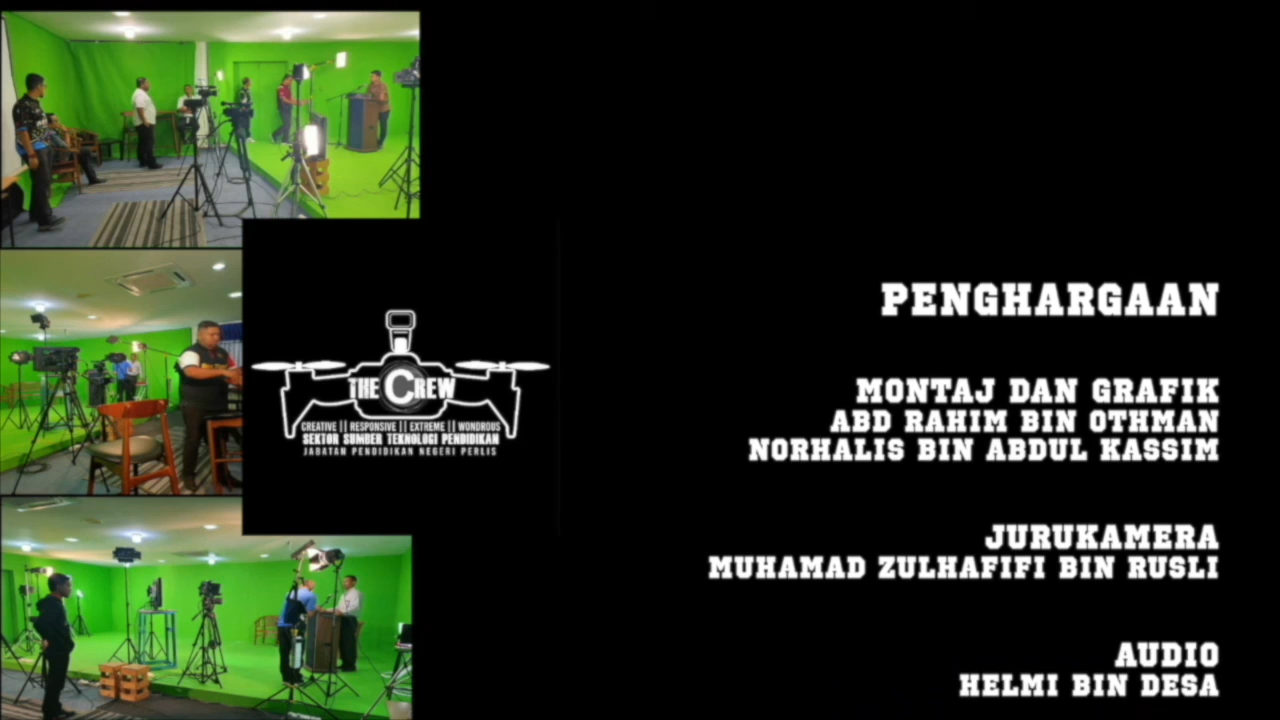 THE CREW
CREATIVE || RESPONSIVE || EXTREME || WONDROUS
SEKTOR SUMBER TEKNOLOGI PENDIDIKAN
JABATAN PENDIDIKAN NEGERI PERLIS
PENGHARGAAN
MONTAJ DAN GRAFIK
ABD RAHIM BIN OTHMAN
NORHALIS BIN ABDUL KASSIM
JURUKAMERA
MUHAMAD ZULHAFIFI BIN RUSLI
AUDIO
HELMI BIN DESA